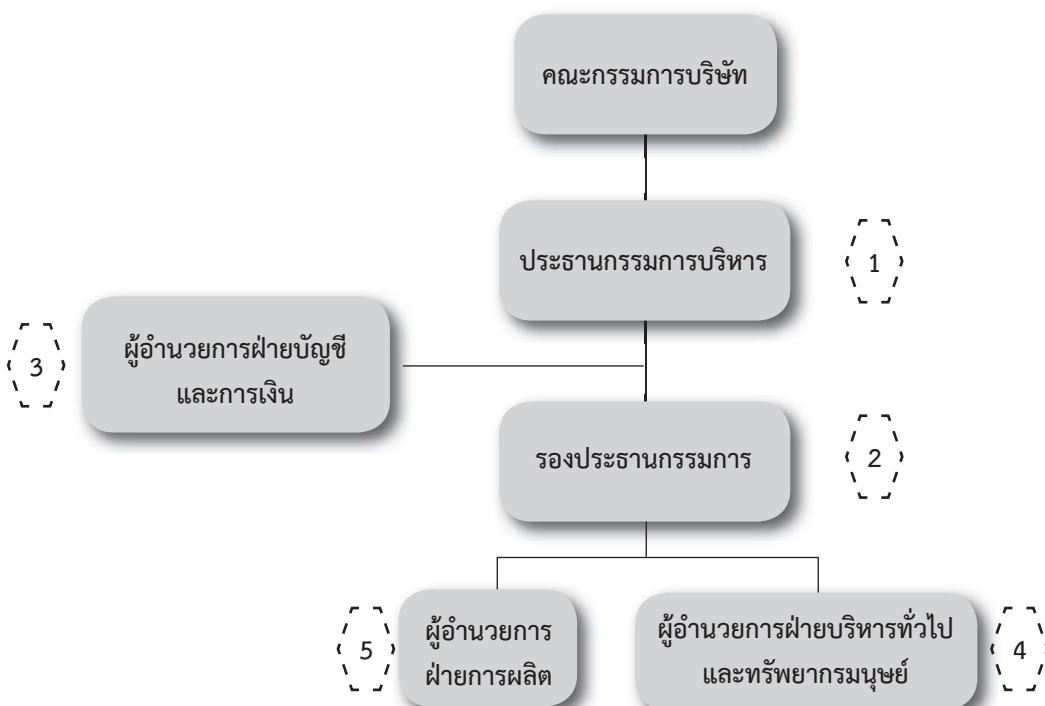 คณะกรรมการบริษัท
ประธานกรรมการบริหาร
1
ผู้อำนวยการฝ่ายบัญชี
และการเงิน
3
รองประธานกรรมการ
2
ผู้อำนวยการ
ฝ่ายการผลิต
5
ผู้อำนวยการฝ่ายบริหารทั่วไป
และทรัพยากรมนุษย์
4